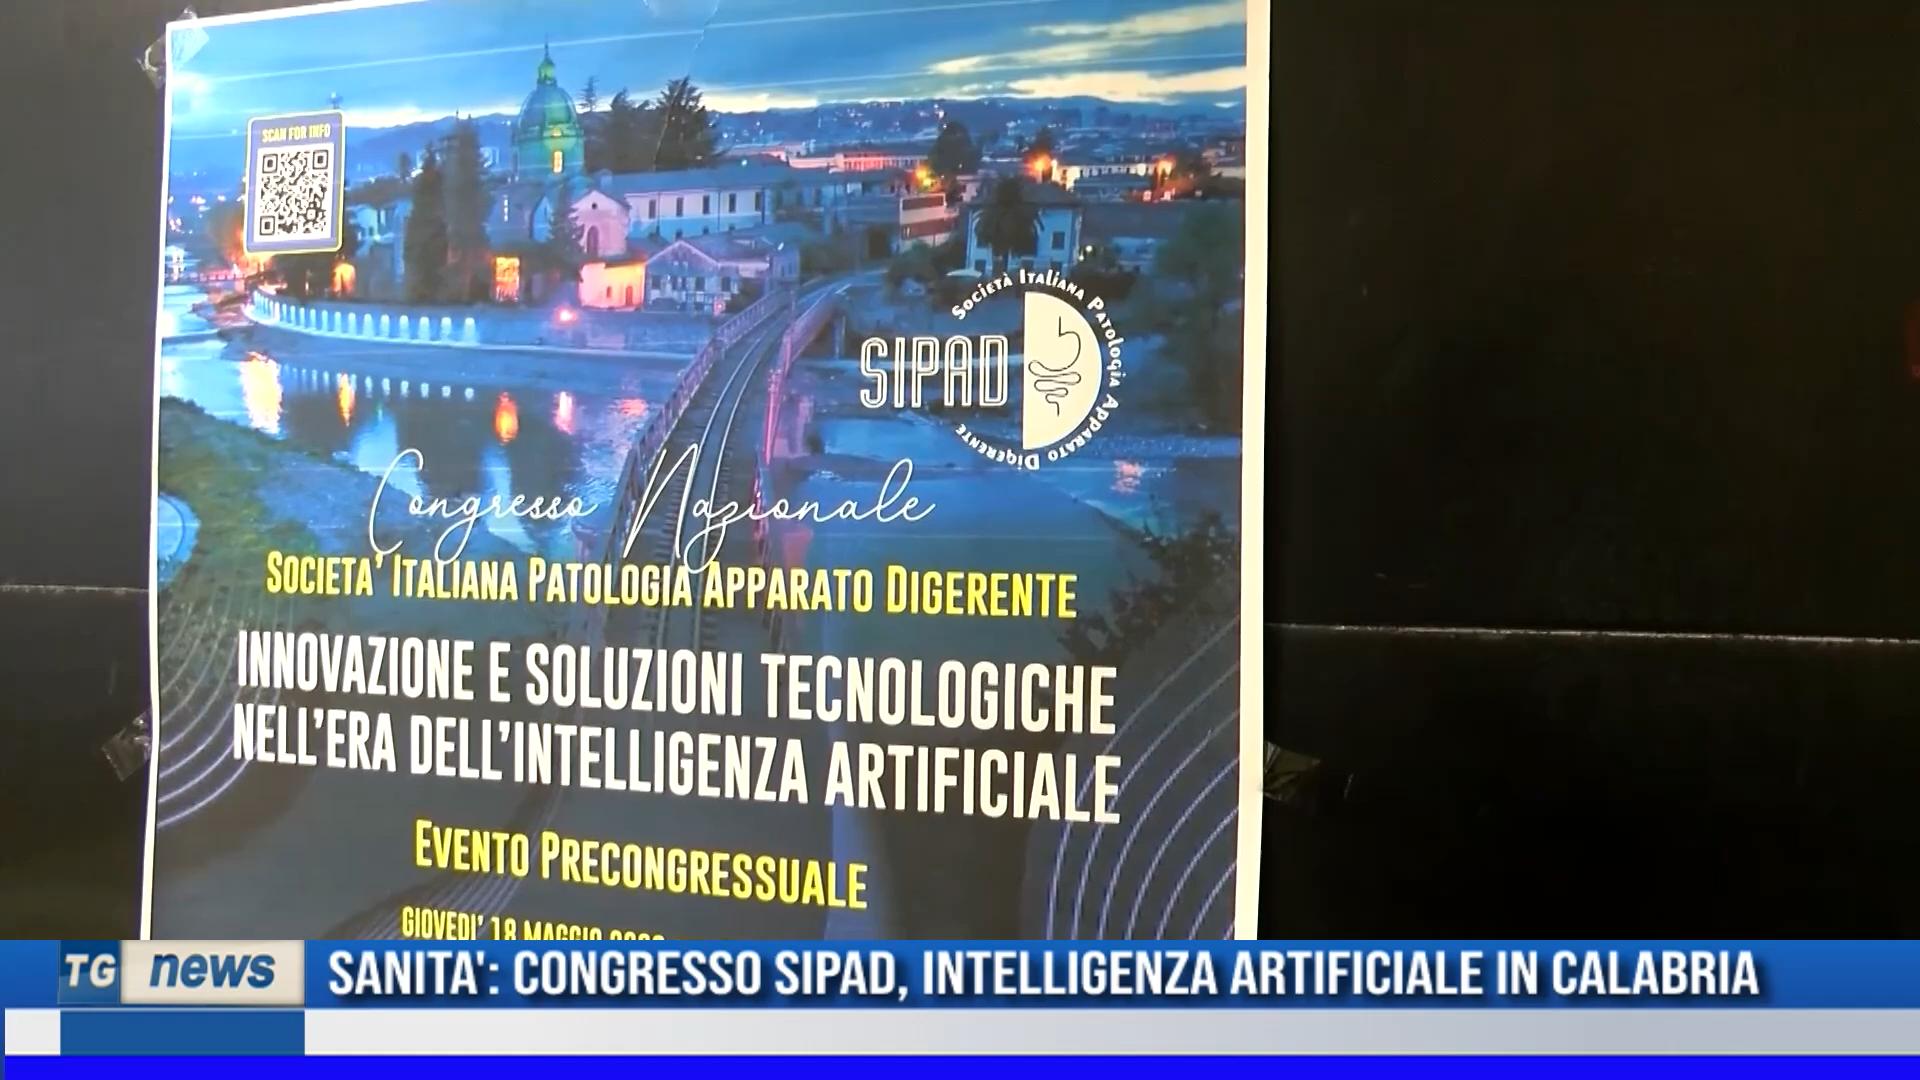 SCAN FOR INFO
Società Italiana Patologia Apparato Digerente
SIPAD
Congresso Nazionale
SOCIETA' ITALIANA PATOLOGIA APPARATO DIGERENTE
INNOVAZIONE E SOLUZIONI TECNOLOGICHE
NELL'ERA DELL'INTELLIGENZA ARTIFICIALE
EVENTO PRECONGRESSUALE
GIOVEDI' 18 MAGGIO
TG news SANITA': CONGRESSO SIPAD, INTELLIGENZA ARTIFICIALE IN CALABRIA